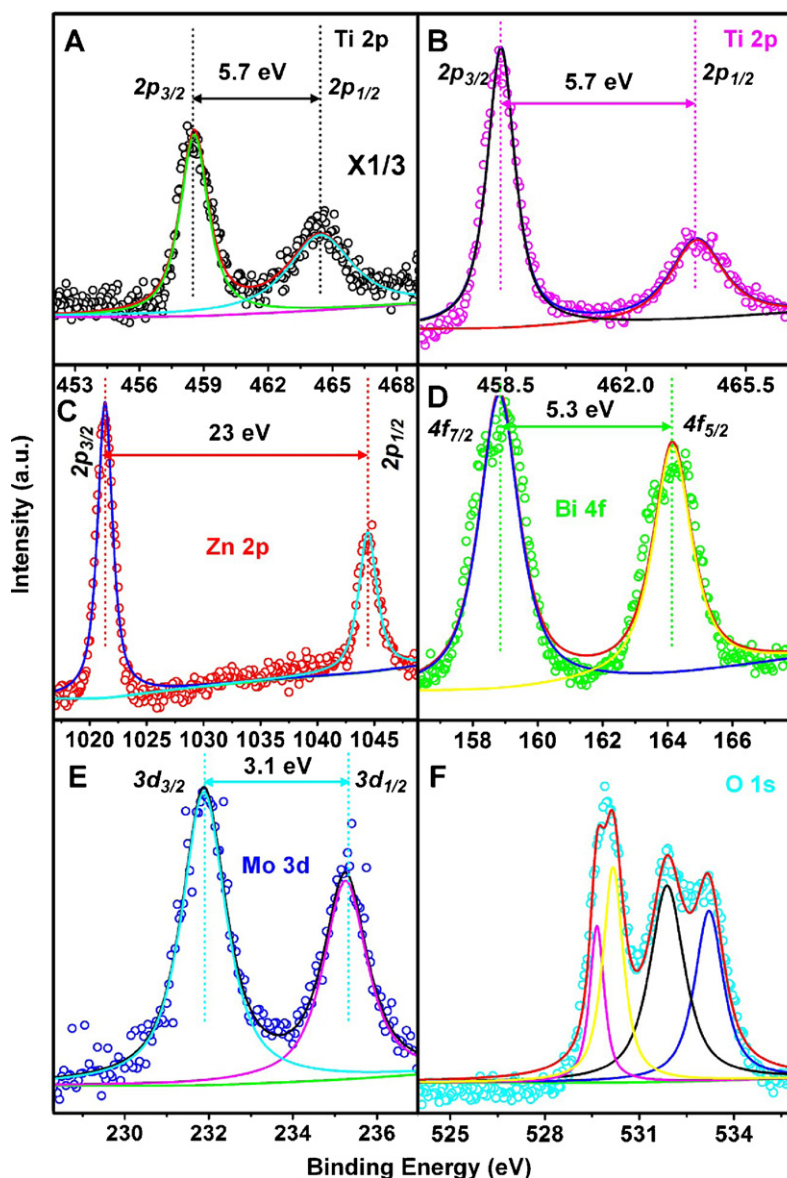 Intensity (a.u.)
A
Ti 2p
2p3/2
5.7 eV
2p1/2
X1/3
453 456 459 462 465 468
B
Ti 2p
2p3/2
5.7 eV
2p1/2
458.5 462.0 465.5
C
2p3/2
23 eV
2p1/2
Zn 2p
1020 1025 1030 1035 1040 1045
D
4f7/2
5.3 eV
4f5/2
Bi 4f
158 160 162 164 166
E
3d3/2
3.1 eV
3d1/2
Mo 3d
230 232 234 236
F
O 1s
525 528 531 534
Binding Energy (eV)